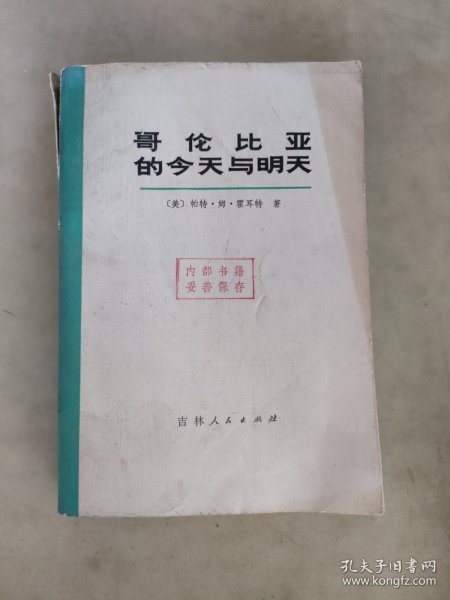 哥伦比亚
的今天与明天
〔美〕帕特·姆·霍耳特 著
内部书籍
妥善保存
吉林人民出版社
孔夫子旧书网
www.kongfz.com